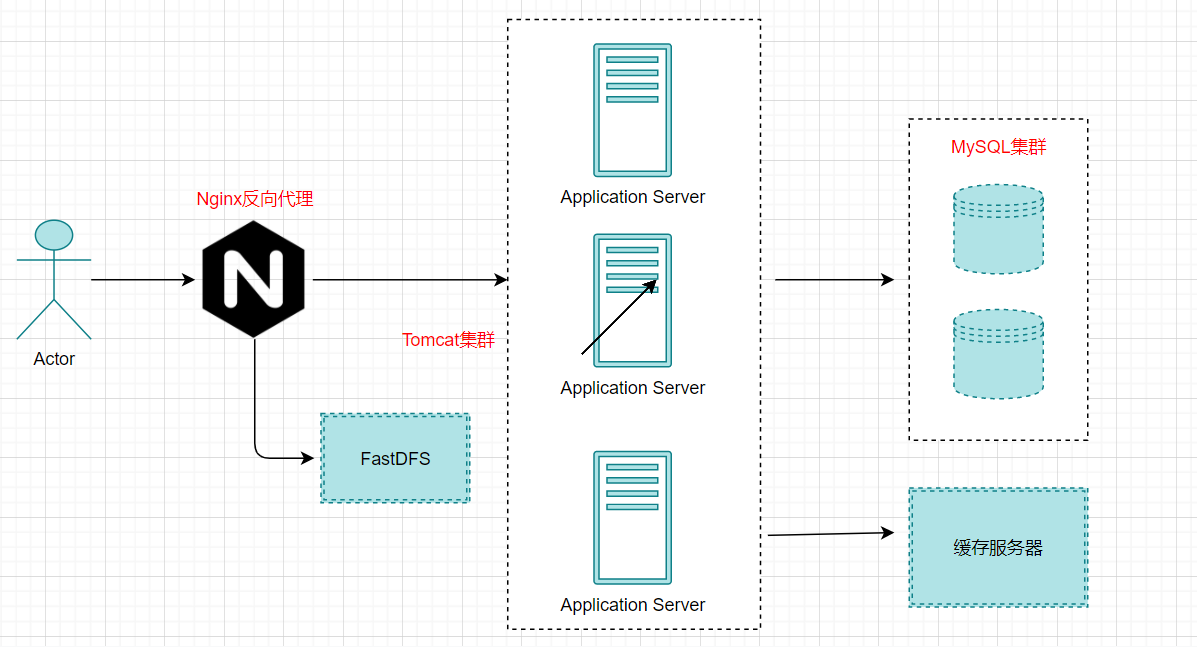 Nginx反向代理
N
Actor
Tomcat集群
FastDFS
Application Server
Application Server
Application Server
MySQL集群
缓存服务器